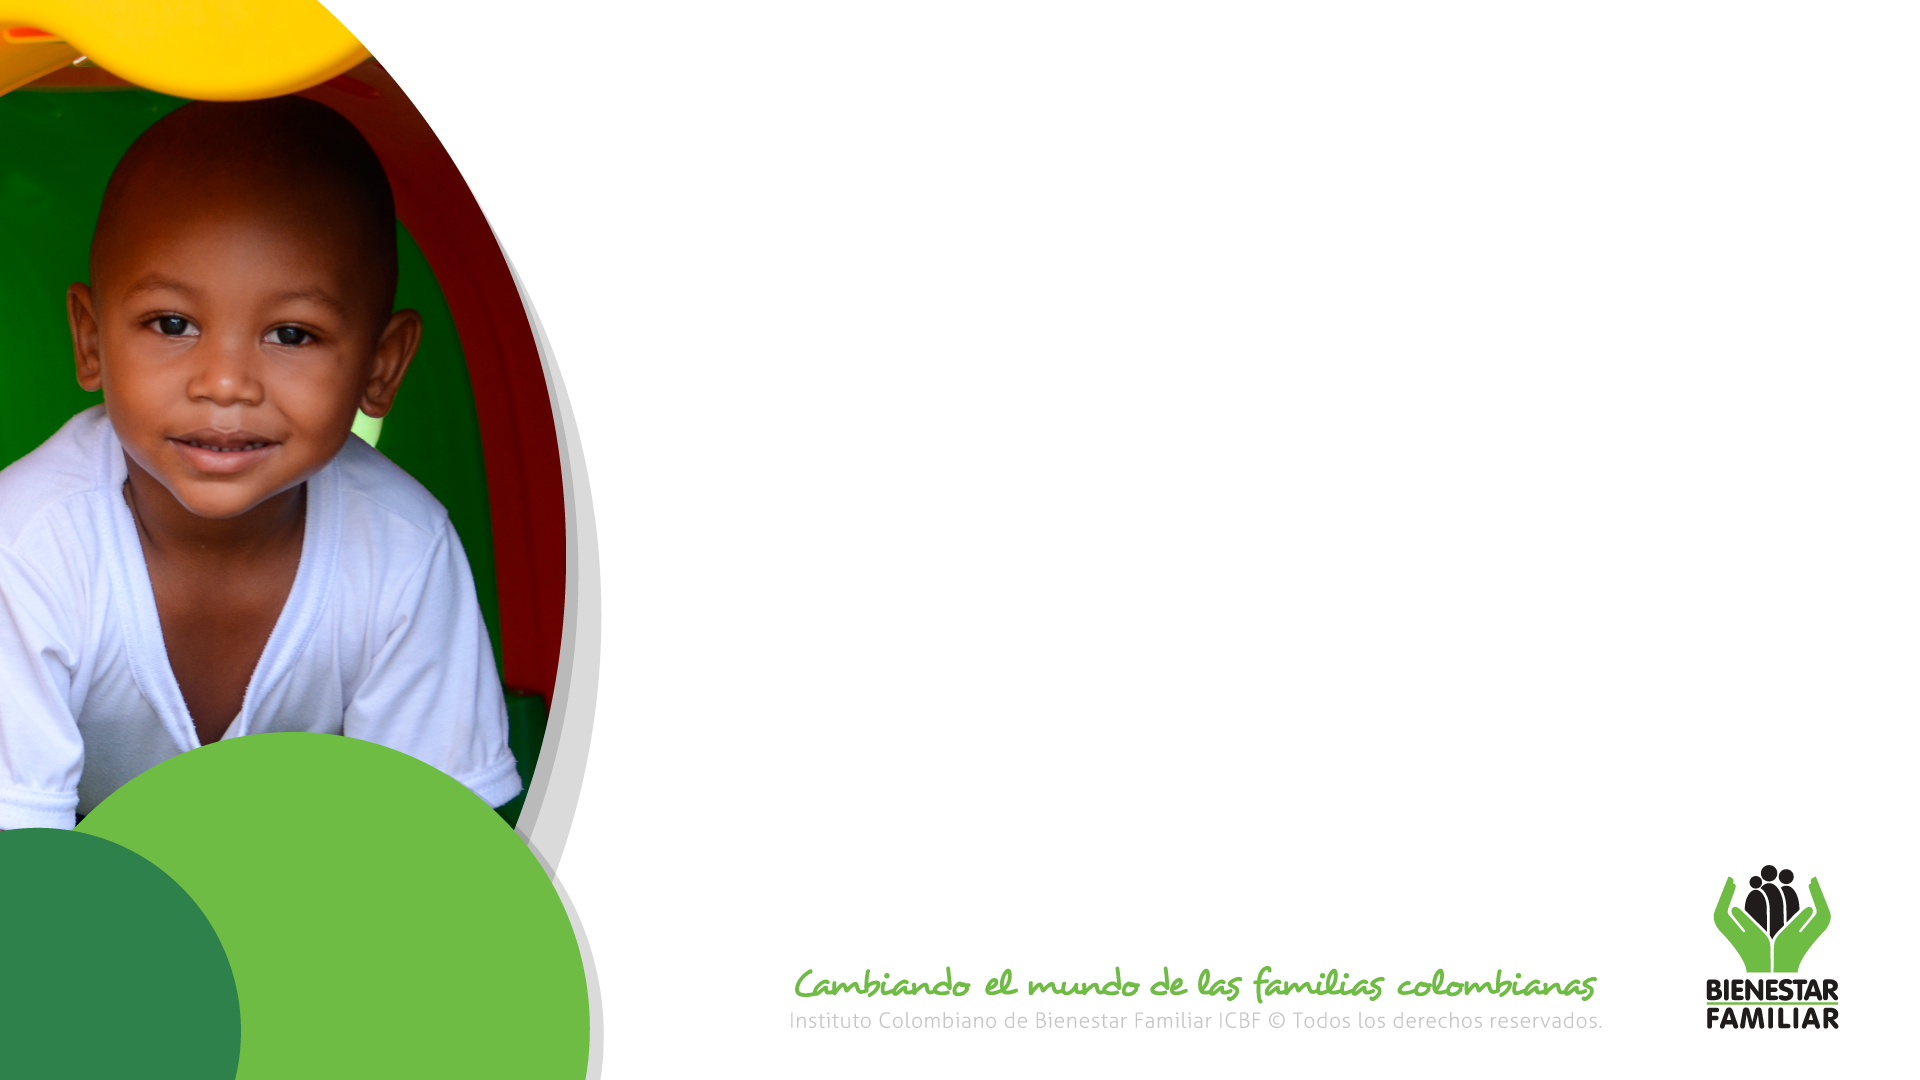 Cambiando el mundo de las familias colombianas
Instituto Colombiano de Bienestar Familiar ICBF © Todos los derechos reservados.
BIENESTAR
FAMILIAR